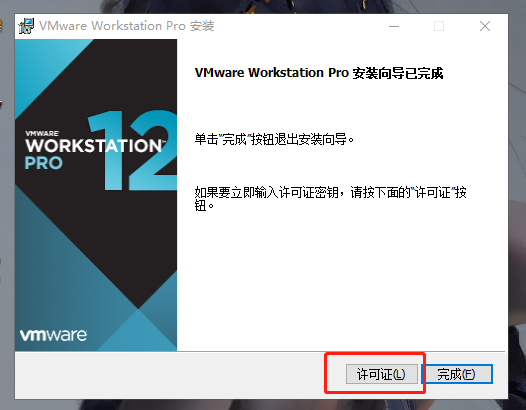 VMware Workstation Pro 安装
VMWARE
WORKSTATION™
PRO
12
VMware Workstation Pro 安装向导已完成
单击"完成"按钮退出安装向导。
如果要立即输入许可证密钥，请按下面的"许可证"按
钮。
vmware
许可证(L)
完成(F)